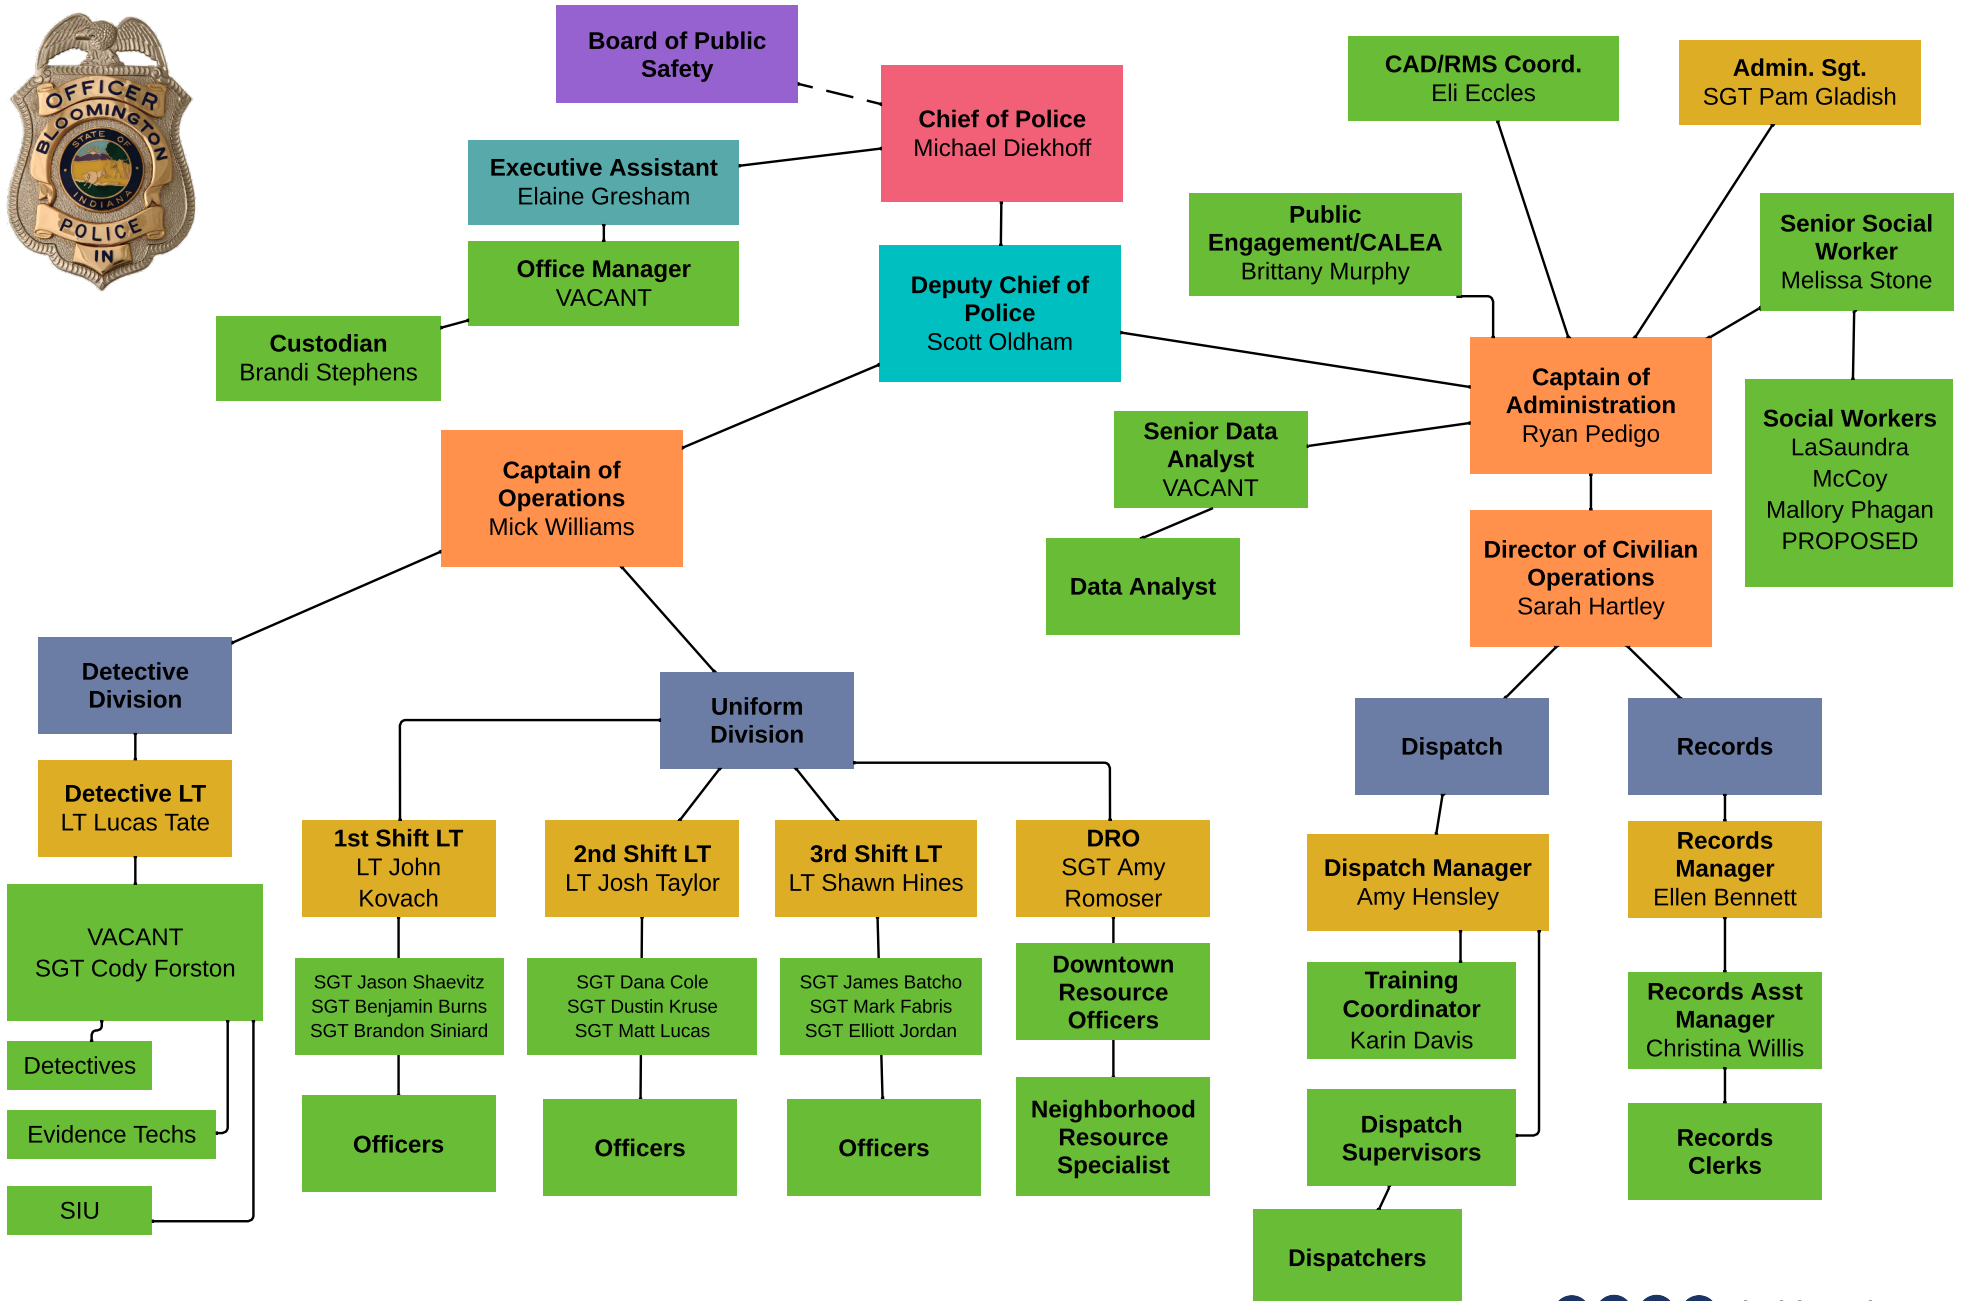 OFFICER
BLOOMINGTON
STATE OF
INDIANA
POLICE
IN
Board of Public
Safety
Chief of Police
Michael Diekhoff
Executive Assistant
Elaine Gresham
Office Manager
VACANT
Custodian
Brandi Stephens
Deputy Chief of
Police
Scott Oldham
CAD/RMS Coord.
Eli Eccles
Admin. Sgt.
SGT Pam Gladish
Public
Engagement/CALEA
Brittany Murphy
Senior Social
Worker
Melissa Stone
Captain of
Administration
Ryan Pedigo
Social Workers
LaSaundra
McCoy
Mallory Phagan
PROPOSED
Senior Data
Analyst
VACANT
Data Analyst
Captain of
Operations
Mick Williams
Director of Civilian
Operations
Sarah Hartley
Detective
Division
Uniform
Division
Dispatch
Records
Detective LT
LT Lucas Tate
1st Shift LT
LT John
Kovach
2nd Shift LT
LT Josh Taylor
3rd Shift LT
LT Shawn Hines
DRO
SGT Amy
Romoser
Dispatch Manager
Amy Hensley
Records
Manager
Ellen Bennett
VACANT
SGT Cody Forston
SGT Jason Shaevitz
SGT Benjamin Burns
SGT Brandon Siniard
SGT Dana Cole
SGT Dustin Kruse
SGT Matt Lucas
SGT James Batcho
SGT Mark Fabris
SGT Elliott Jordan
Downtown
Resource
Officers
Training
Coordinator
Karin Davis
Records Asst
Manager
Christina Willis
Detectives
Evidence Techs
SIU
Officers
Officers
Officers
Neighborhood
Resource
Specialist
Dispatch
Supervisors
Records
Clerks
Dispatchers